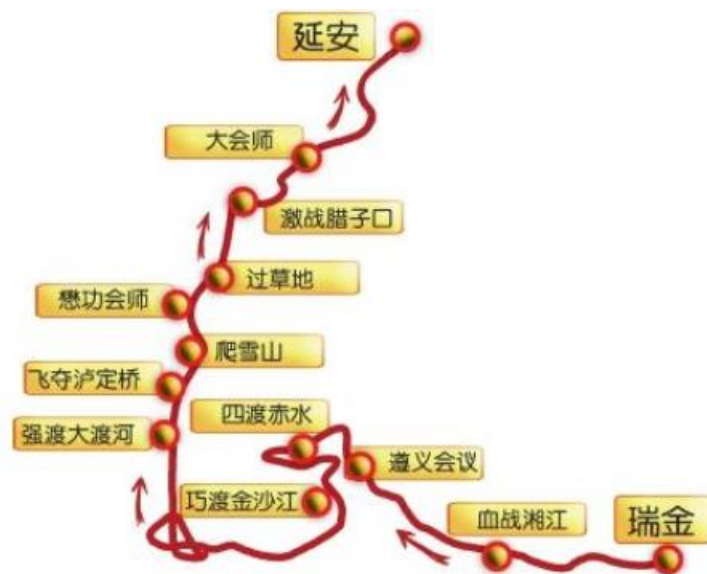 延安
大会师
激战腊子口
过草地
懋功会师
爬雪山
飞夺泸定桥
四渡赤水
强渡大渡河
遵义会议
巧渡金沙江
血战湘江
瑞金